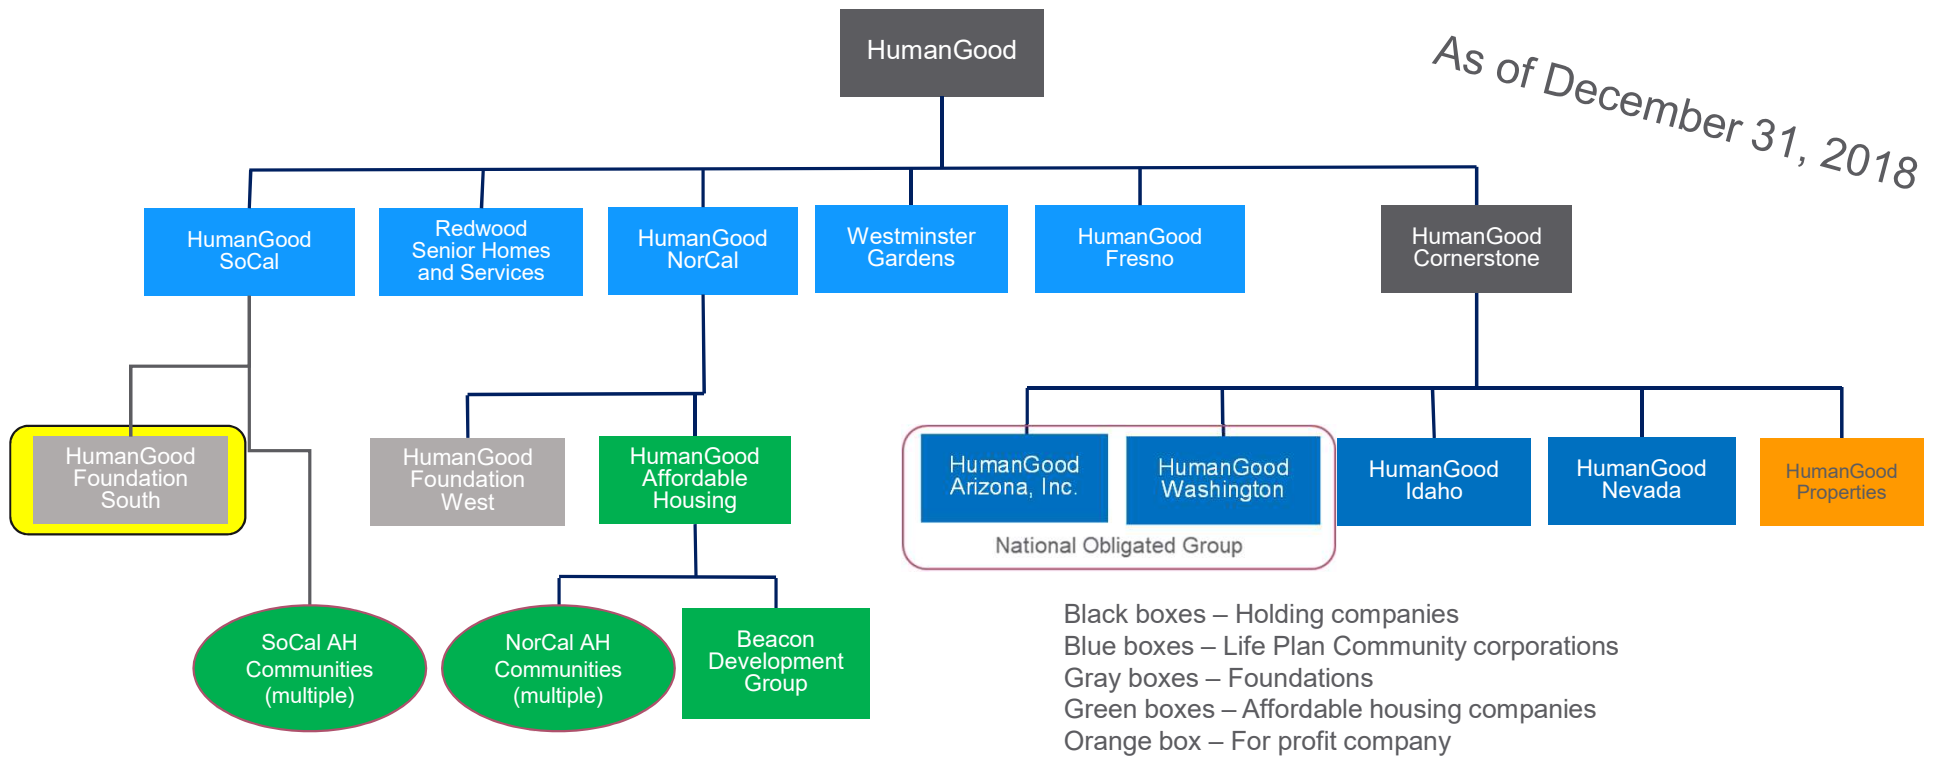 HumanGood
As of December 31, 2018
HumanGood
SoCal
Redwood
Senior Homes
and Services
HumanGood
NorCal
Westminster
Gardens
HumanGood
Fresno
HumanGood
Cornerstone
HumanGood
Foundation
South
HumanGood
Foundation
West
HumanGood
Affordable
Housing
HumanGood
Arizona, Inc.
HumanGood
Washington
National Obligated Group
HumanGood
Idaho
HumanGood
Nevada
HumanGood
Properties
SoCal AH
Communities
(multiple)
NorCal AH
Communities
(multiple)
Beacon
Development
Group
Black boxes – Holding companies
Blue boxes – Life Plan Community corporations
Gray boxes – Foundations
Green boxes – Affordable housing companies
Orange box – For profit company